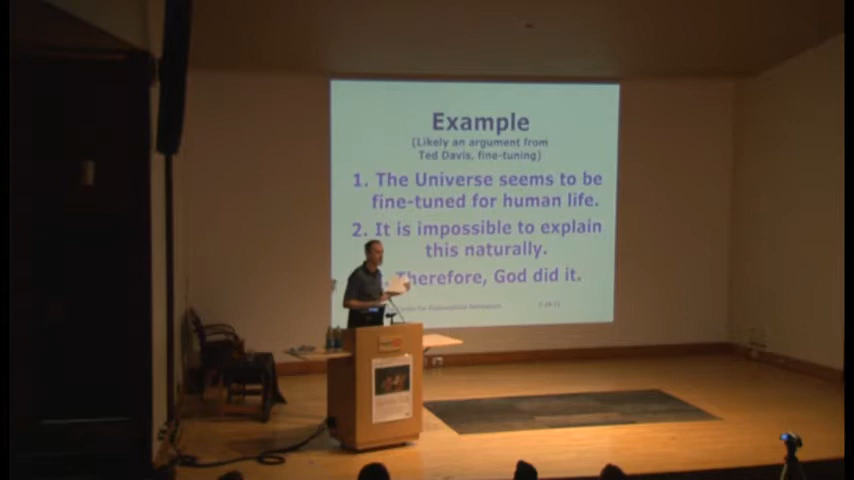 Example
(Likely an argument from
Ted Davis, fine-tuning)
1. The Universe seems to be
fine-tuned for human life.
2. It is impossible to explain
this naturally.
Therefore, God did it.